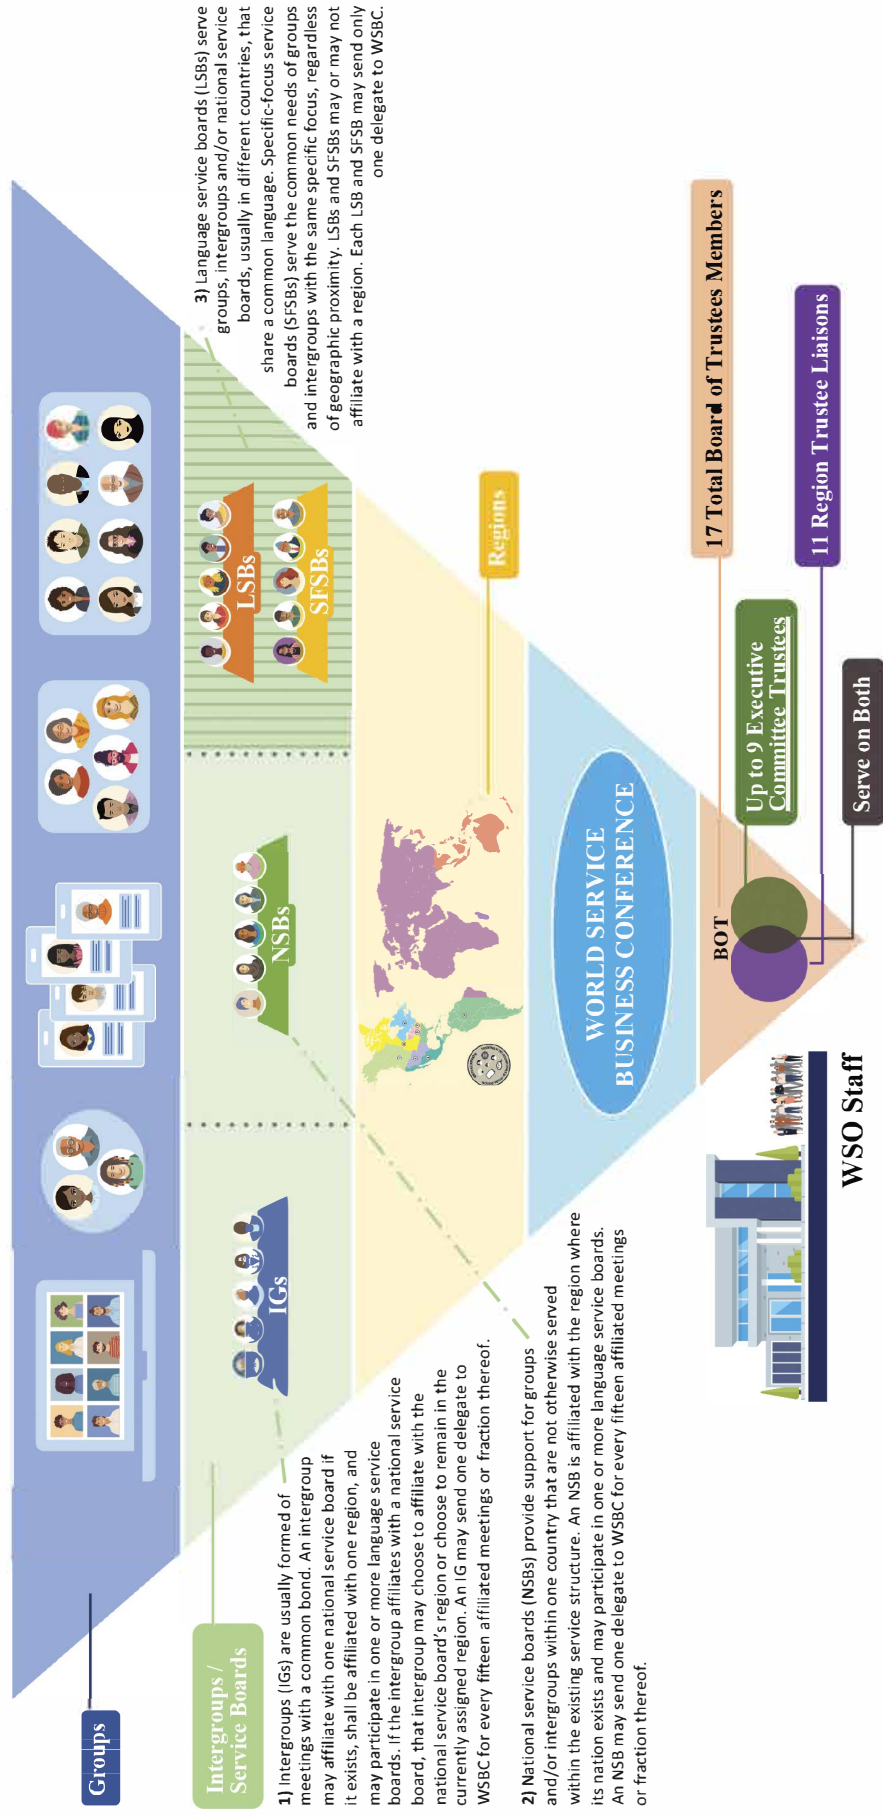 Groups
Intergroups /
Service Boards
1) Intergroups (IGs) are usually formed of
meetings with a common bond. An intergroup
may affiliate with one national service board if
it exists, shall be affiliated with one region, and
may participate in one or more language service
boards. If the intergroup affiliates with a national service
board, that intergroup may choose to affiliate with the
national service board's region or choose to remain in the
currently assigned region. An IG may send one delegate to
WSBC for every fifteen affiliated meetings or fraction thereof.
2) National service boards (NSBs) provide support for groups
and/or intergroups within one country that are not otherwise served
within the existing service structure. An NSB is affiliated with the region where
its nation exists and may participate in one or more language service boards.
An NSB may send one delegate to WSBC for every fifteen affiliated meetings
or fraction thereof.
IGs
NSBs
LSBs
SFSBs
3) Language service boards (LSBs) serve
groups, intergroups and/or national service
boards, usually in different countries, that
share a common language. Specific-focus service
boards (SFSBs) serve the common needs of groups
and intergroups with the same specific focus, regardless
of geographic proximity. LSBs and SFSBs may or may not
affiliate with a region. Each LSB and SFSB may send only
one delegate to WSBC.
Regions
WORLD SERVICE
BUSINESS CONFERENCE
BOT
17 Total Board of Trustees Members
Up to 9 Executive
Committee Trustees
11 Region Trustee Liaisons
Serve on Both
WSO Staff